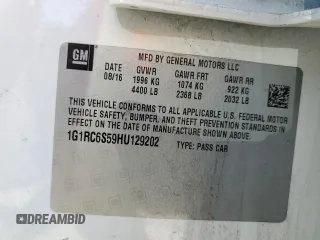 GM
MFD BY GENERAL MOTORS LLC
DATE GVWR GAWR FRT GAWR RR
08/16 1996 KG 1074 KG 922 KG
4400 LB 2368 LB 2032 LB
THIS VEHICLE CONFORMS TO ALL APPLICABLE U.S. FEDERAL MOTOR
VEHICLE SAFETY, BUMPER, AND THEFT PREVENTION STANDARDS
IN EFFECT ON THE DATE OF MANUFACTURE SHOWN ABOVE.
1G1RC6S59HU129202
TYPE: PASS CAR
DREAMBID